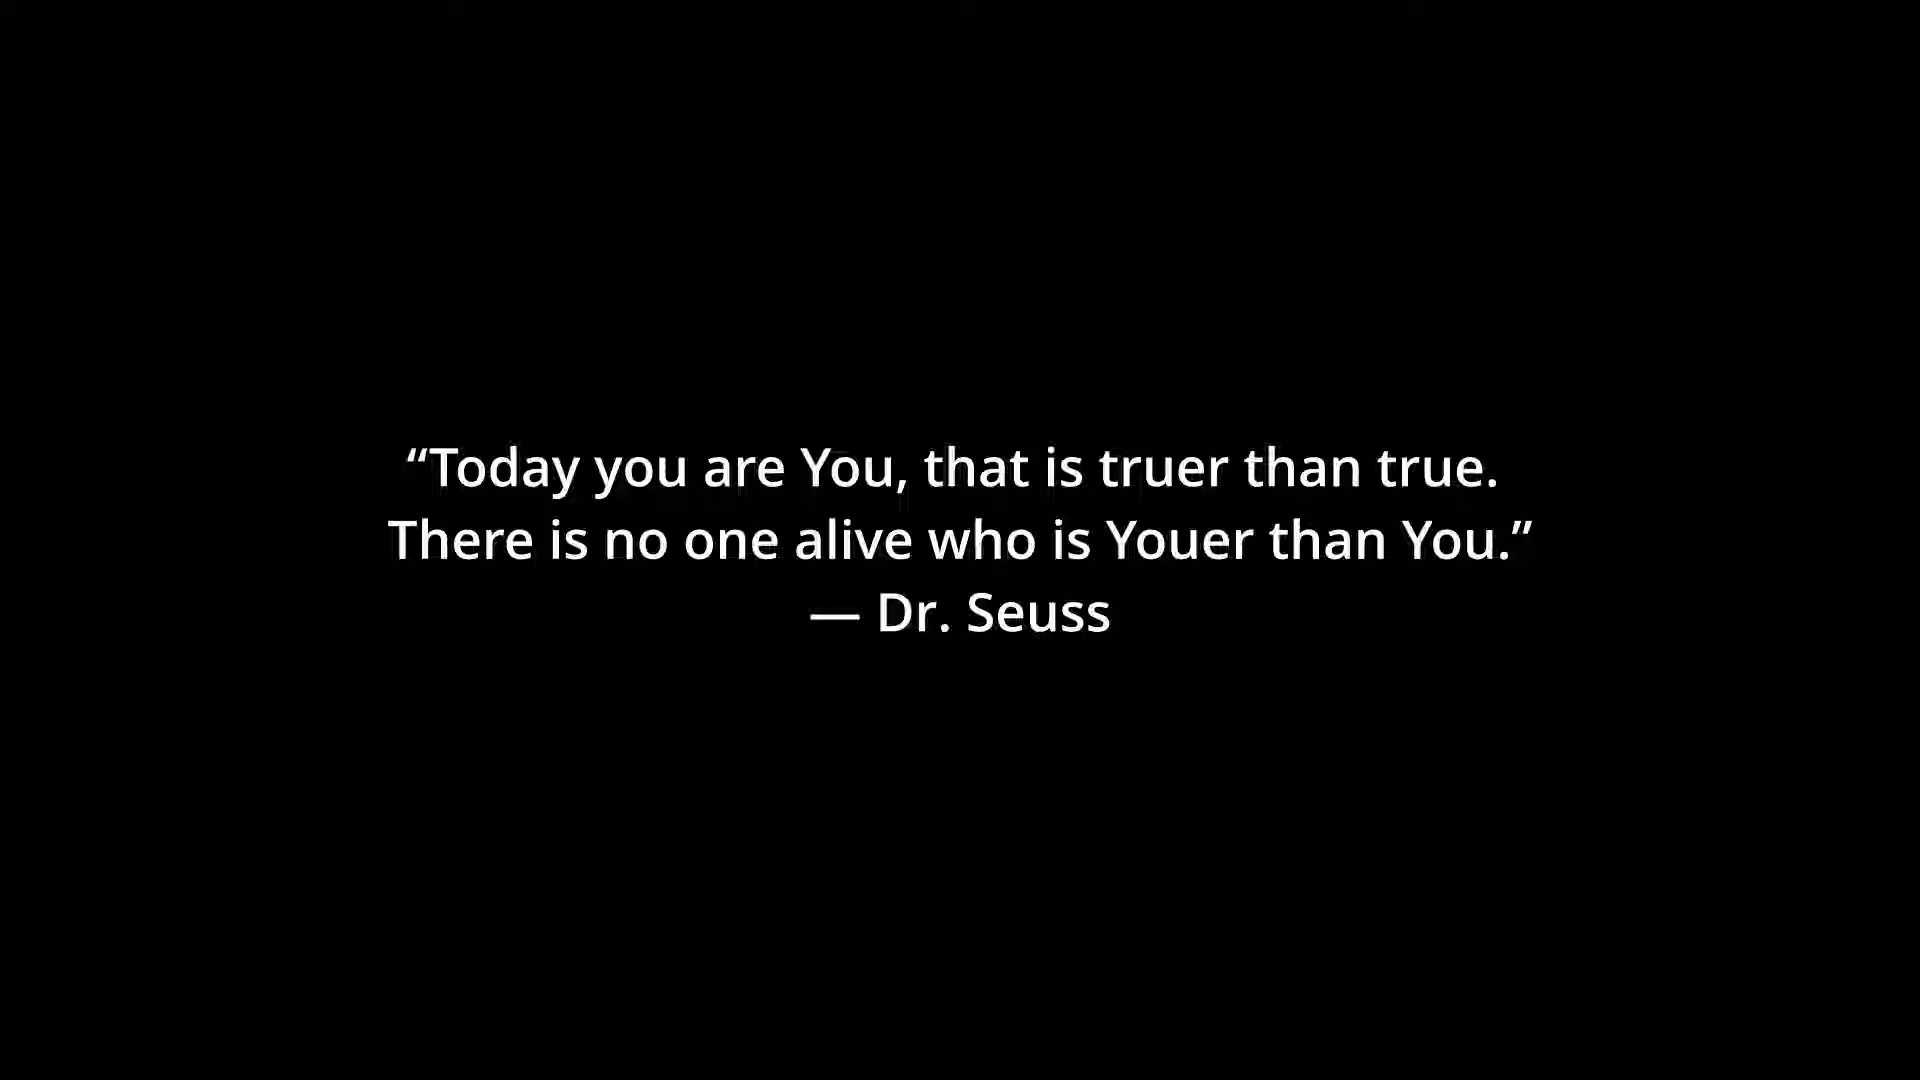 “Today you are You, that is truer than true.
There is no one alive who is Youer than You.”
— Dr. Seuss